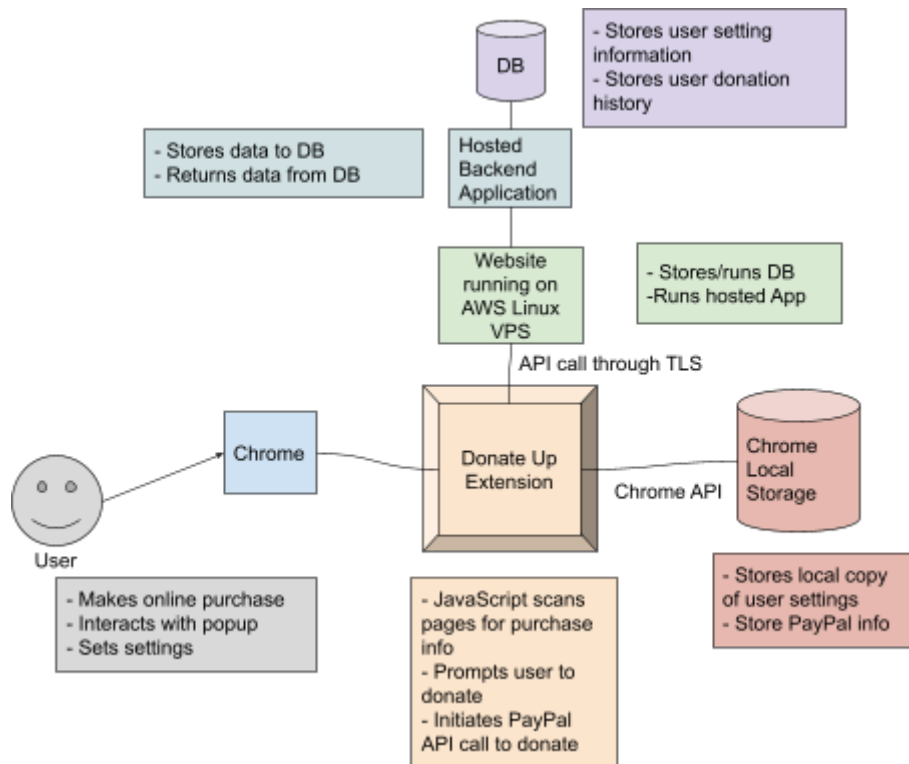 DB
- Stores user setting
information
- Stores user donation
history
- Stores data to DB
- Returns data from DB
Hosted
Backend
Application
Website
running on
AWS Linux
VPS
- Stores/runs DB
-Runs hosted App
API call through TLS
Chrome
Donate Up
Extension
Chrome API
Chrome
Local
Storage
User
- Makes online purchase
- Interacts with popup
- Sets settings
- JavaScript scans
pages for purchase
info
- Prompts user to
donate
- Initiates PayPal
API call to donate
- Stores local copy
of user settings
- Store PayPal info